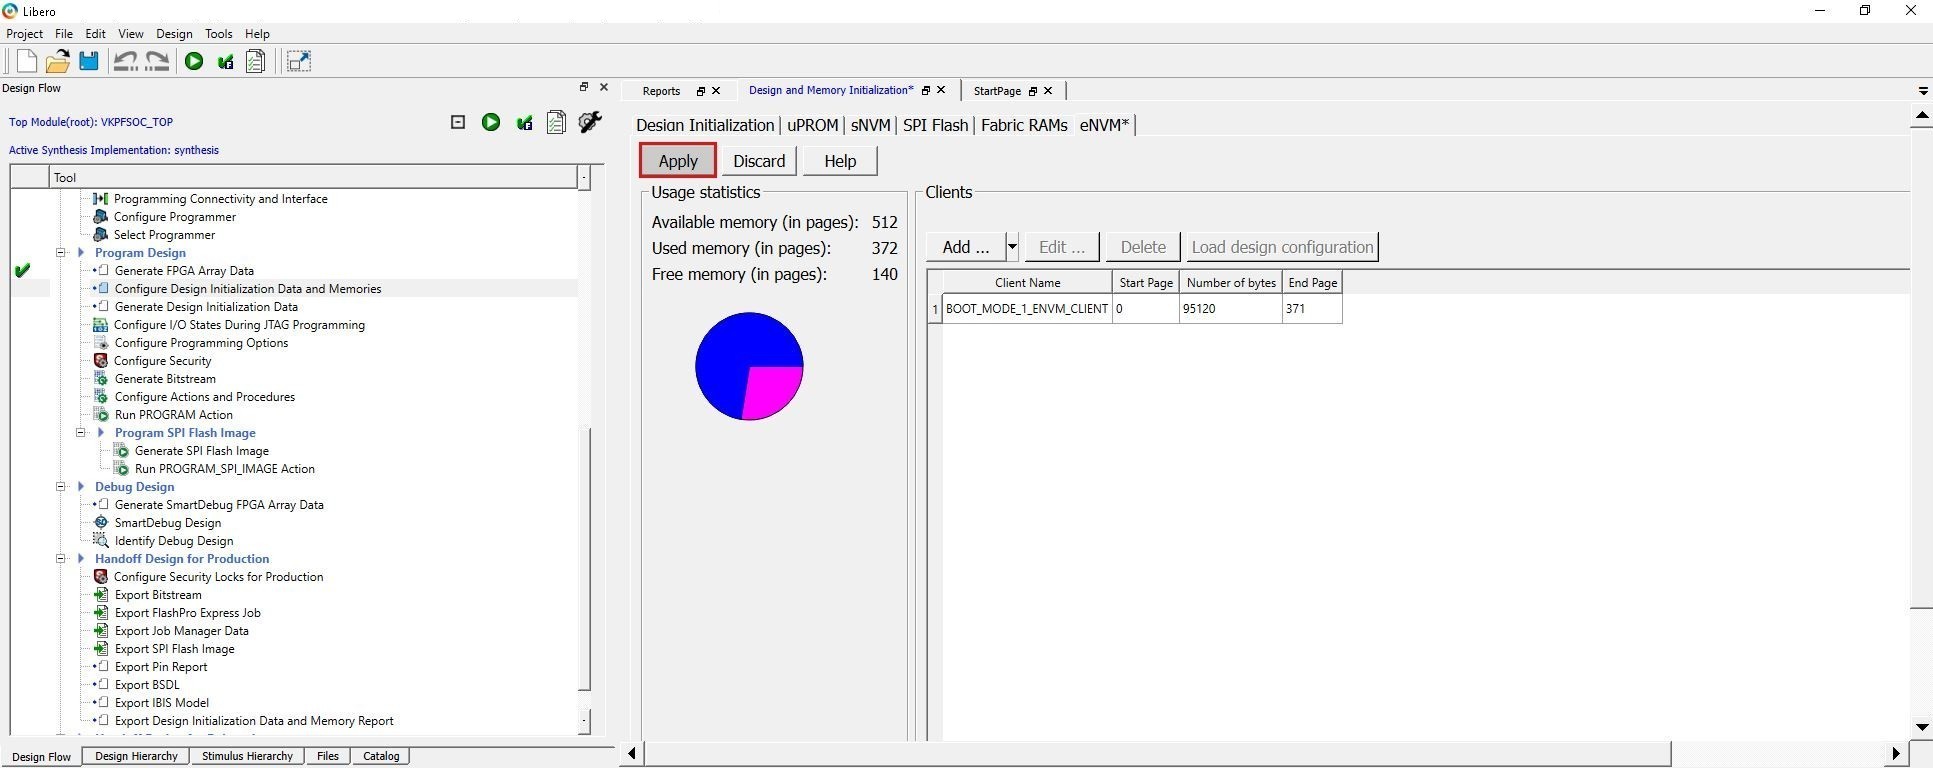 Libero
Project File Edit View Design Tools Help
Design Flow
Top Module(root): VKPFSOC_TOP
Active Synthesis Implementation: synthesis
Tool
Programming Connectivity and Interface
Configure Programmer
Select Programmer
Program Design
Generate FPGA Array Data
Configure Design Initialization Data and Memories
Generate Design Initialization Data
Configure I/O States During JTAG Programming
Configure Programming Options
Configure Security
Generate Bitstream
Configure Actions and Procedures
Run PROGRAM Action
Program SPI Flash Image
Generate SPI Flash Image
Run PROGRAM_SPI_IMAGE Action
Debug Design
Generate SmartDebug FPGA Array Data
SmartDebug Design
Identify Debug Design
Handoff Design for Production
Configure Security Locks for Production
Export Bitstream
Export FlashPro Express Job
Export Job Manager Data
Export SPI Flash Image
Export Pin Report
Export BSDL
Export IBIS Model
Export Design Initialization Data and Memory Report
Design Flow Design Hierarchy Stimulus Hierarchy Files Catalog
Reports Design and Memory Initialization* StartPage
Design Initialization uPROM sNVM SPI Flash Fabric RAMs eNVM*
Apply Discard Help
Usage statistics
Available memory (in pages): 512
Used memory (in pages): 372
Free memory (in pages): 140
Clients
Add ... Edit ... Delete Load design configuration
Client Name Start Page Number of bytes End Page
1 BOOT_MODE_1_ENVM_CLIENT 0 95120 371